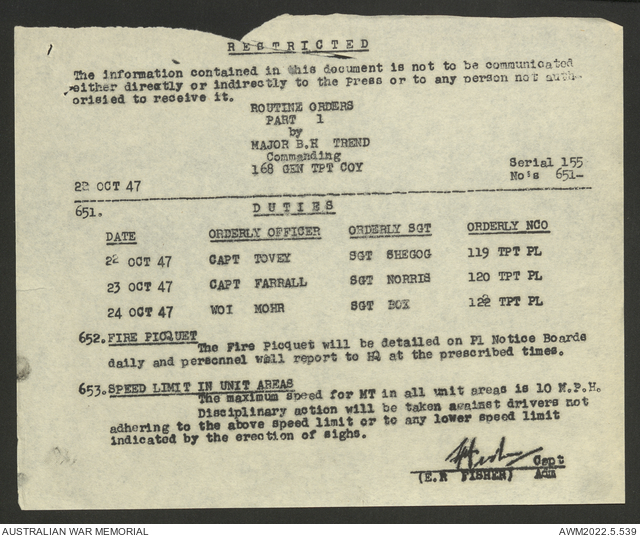 1
RESTRICTED
The information contained in this document is not to be communicated
either directly or indirectly to the press or to any person not auth-
orisied to receive it.
ROUTINE ORDERS
PART 1
by
MAJOR B.H TREND
Commanding
168 GEN TPT COY
Serial 155
22 OCT 47
No's 651-
651. DUTIES
DATE ORDERLY OFFICER ORDERLY SGT ORDERLY NCO
22 OCT 47 CAPT TOVEY SGT SHEGOG 119 TPT PL
23 OCT 47 CAPT FARRALL SGT NORRIS 120 TPT PL
24 OCT 47 WOI MOHR SGT BOX 122 TPT PL
652. FIRE PICQUET
The Fire Picquet will be detailed on Pl Notice Boards
daily and personnel will report to HQ at the prescribed times.
653. SPEED LIMIT IN UNIT AREAS
The maximum speed for MT in all unit areas is 10 M.P.H.
Disciplinary action will be taken against drivers not
adhering to the above speed limit or to any lower speed limit
indicated by the erection of sighs.
Capt
(E.R FISHER) Adm
AUSTRALIAN WAR MEMORIAL
AWM2022.5.539